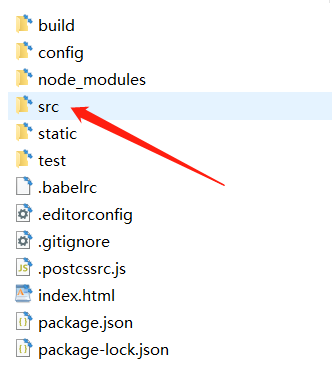 build
config
node_modules
src
static
test
.babelrc
.editorconfig
.gitignore
.postcssrc.js
index.html
package.json
package-lock.json